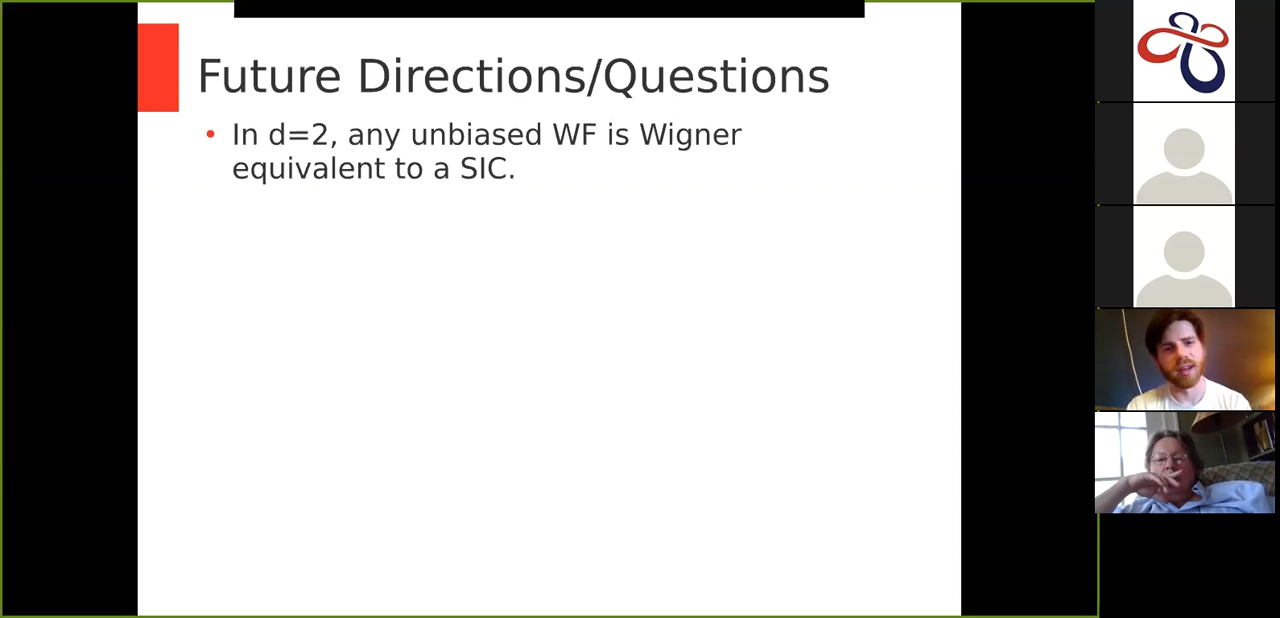 Future Directions/Questions
• In d=2, any unbiased WF is Wigner
equivalent to a SIC.